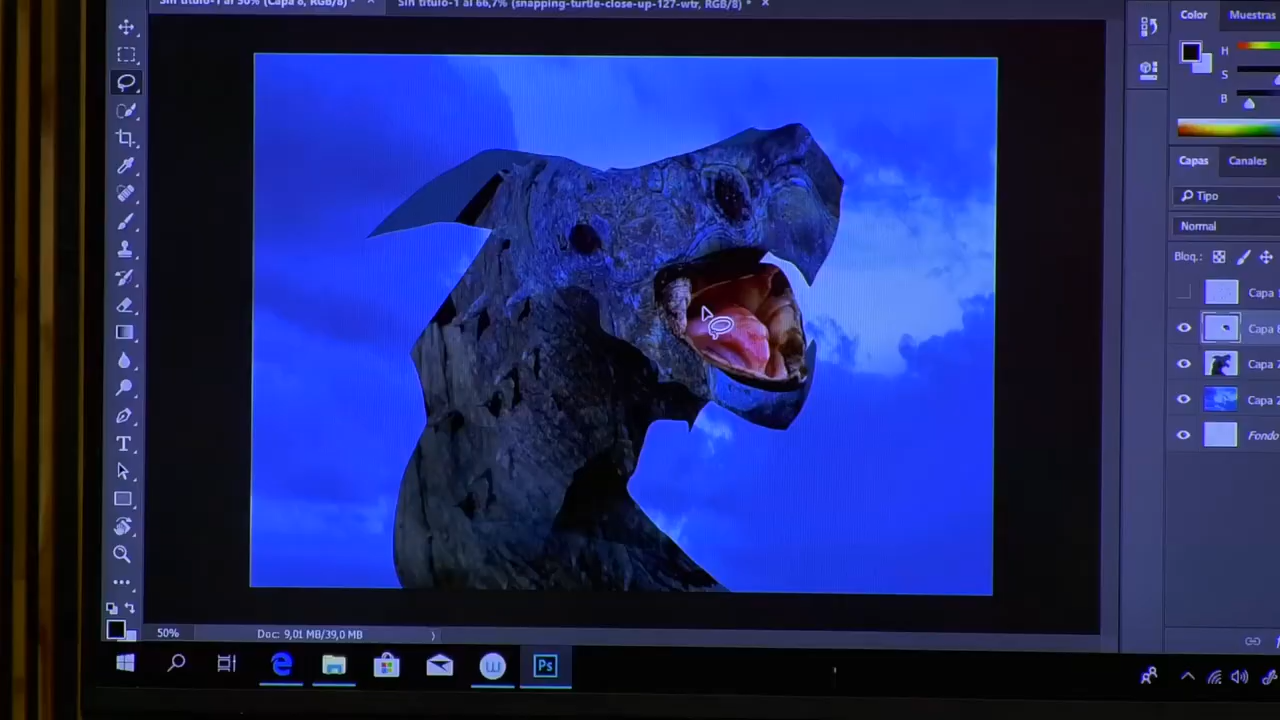 Sin título-1 al 50% (Capa 8, RGB/8) *
Sin título-1 al 66,7% (snapping-turtle-close-up-127-wtr, RGB/8) *
Color
Muestras
H
S
B
Capas
Canales
Tipo
Normal
Bloq.:
Capa
Capa
Capa
Capa
Fondo
T
50%
Doc: 9,01 MB/39,0 MB
W
Ps